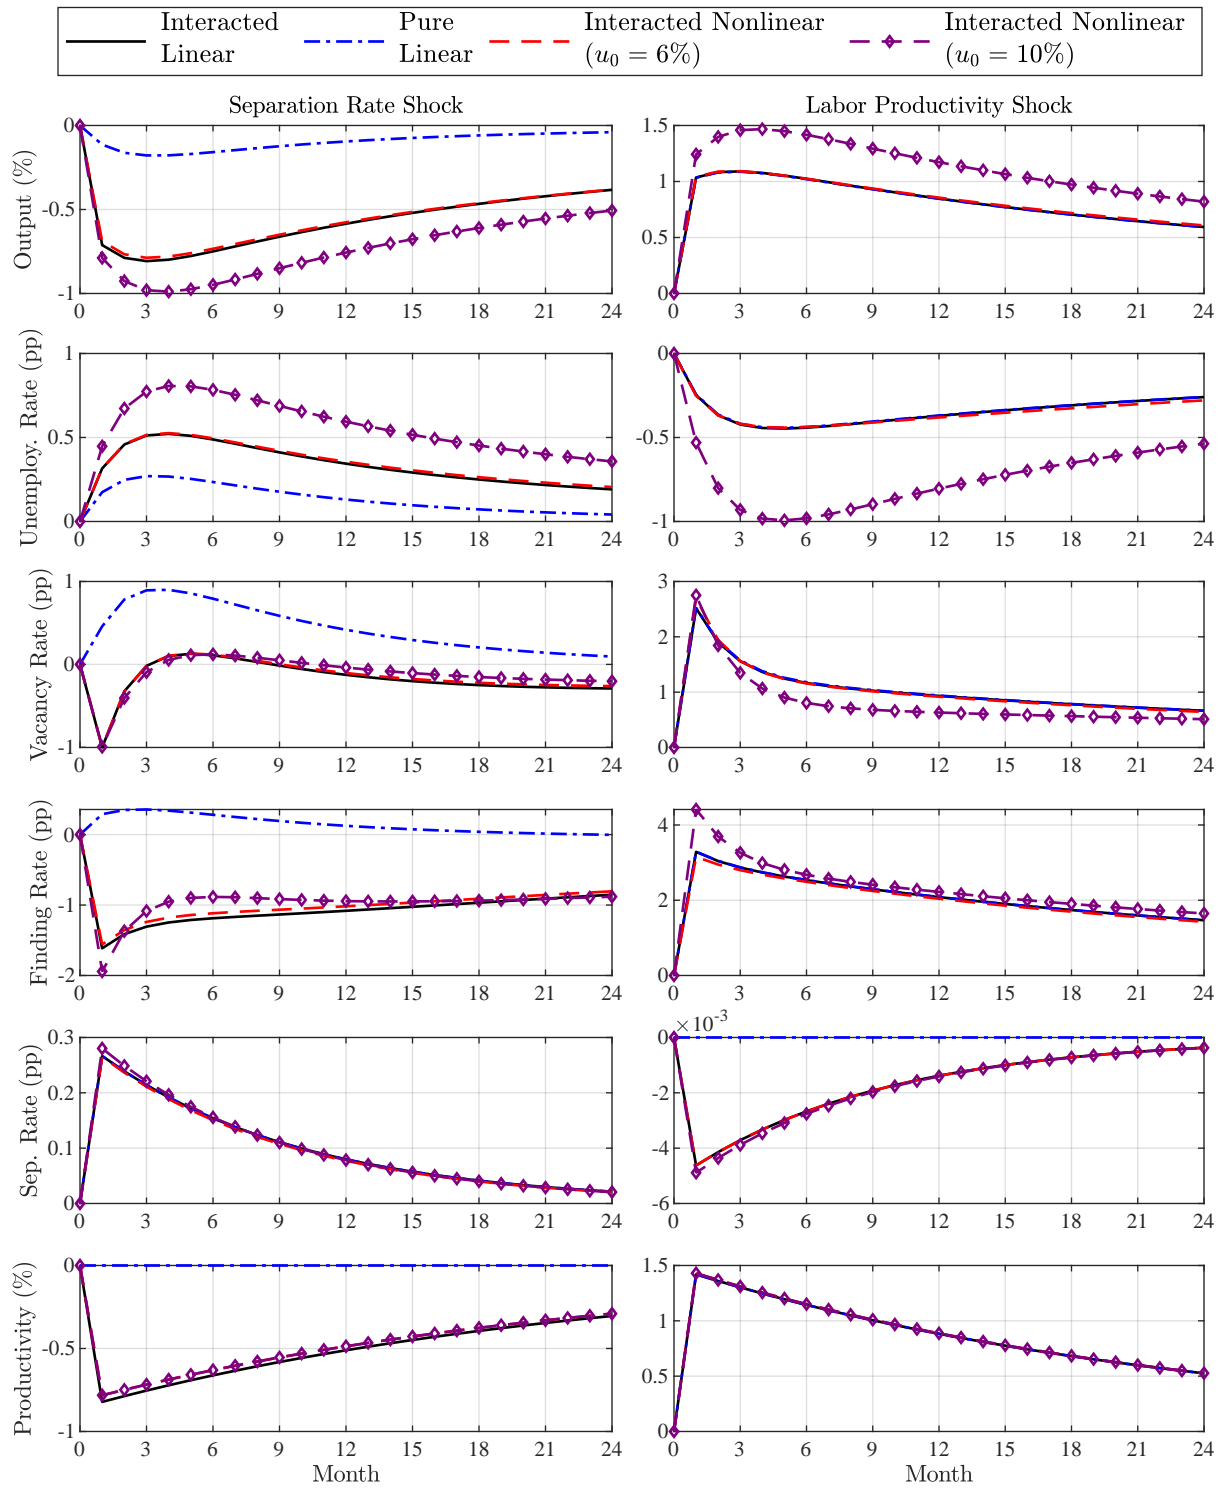 Interacted Linear
Pure Linear
Interacted Nonlinear (u0 = 6%)
Interacted Nonlinear (u0 = 10%)
Separation Rate Shock
Labor Productivity Shock
Output (%)
0
-0.5
-1
0 3 6 9 12 15 18 21 24
1.5
1
0.5
0
0 3 6 9 12 15 18 21 24
Unemploy. Rate (pp)
1
0.5
0
0 3 6 9 12 15 18 21 24
0
-0.5
-1
0 3 6 9 12 15 18 21 24
Vacancy Rate (pp)
1
0
-1
0 3 6 9 12 15 18 21 24
3
2
1
0
0 3 6 9 12 15 18 21 24
Finding Rate (pp)
0
-1
-2
0 3 6 9 12 15 18 21 24
4
2
0
0 3 6 9 12 15 18 21 24
Sep. Rate (pp)
0.3
0.2
0.1
0
0 3 6 9 12 15 18 21 24
×10-3
0
-2
-4
-6
0 3 6 9 12 15 18 21 24
Productivity (%)
0
-0.5
-1
0 3 6 9 12 15 18 21 24
Month
1.5
1
0.5
0
0 3 6 9 12 15 18 21 24
Month